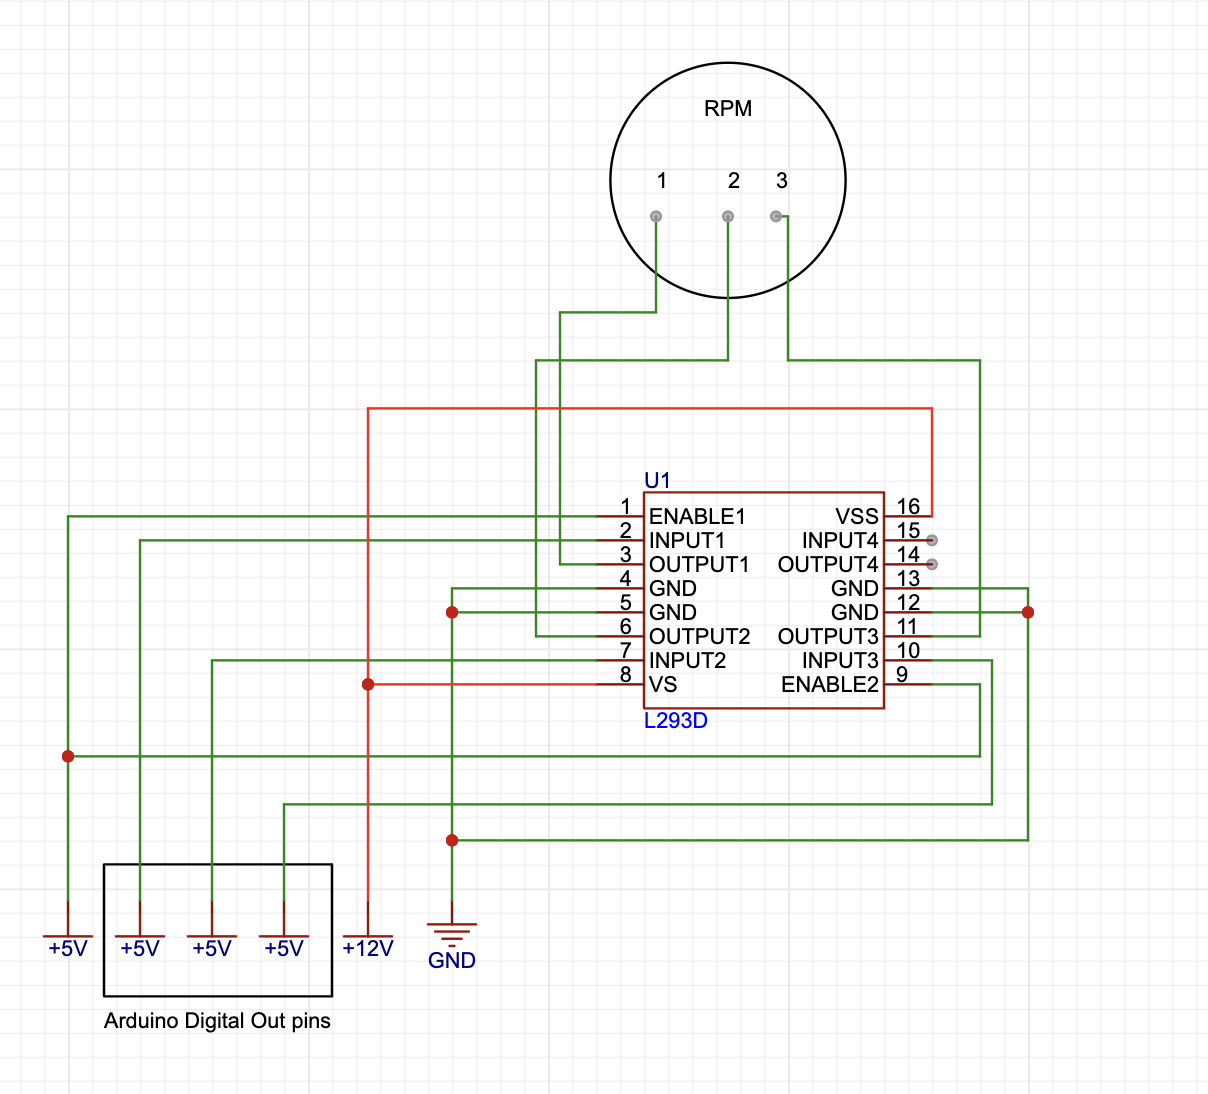 RPM
1 2 3
U1
1 ENABLE1 VSS 16
2 INPUT1 INPUT4 15
3 OUTPUT1 OUTPUT4 14
4 GND GND 13
5 GND GND 12
6 OUTPUT2 OUTPUT3 11
7 INPUT2 INPUT3 10
8 VS ENABLE2 9
L293D
+5V +5V +5V +5V +12V
GND
Arduino Digital Out pins